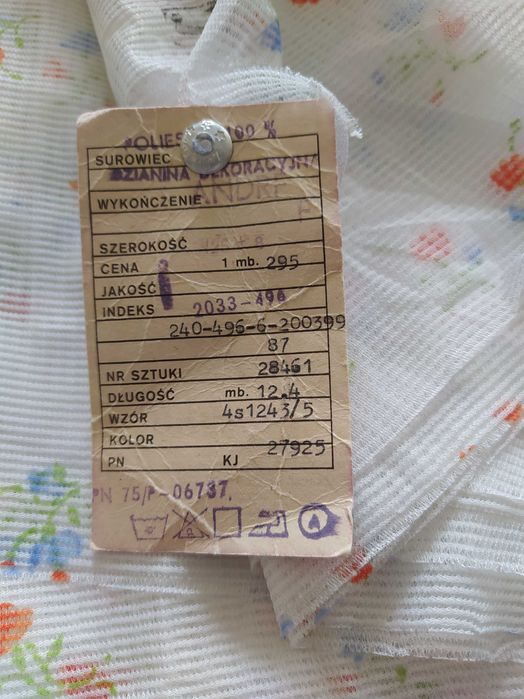 100 %
SUROWIEC
DZIANINA DEKORACYJNA
WYKOŃCZENIE ANDRE
SZEROKOŚĆ
CENA 1 mb. 295
JAKOŚĆ I
INDEKS 2033-496
240-496-6-200399
87
NR SZTUKI 28461
DŁUGOŚĆ mb. 12.4
WZÓR 4s1243/5
KOLOR
PN KJ 27925
PN 75/P-06737.
A